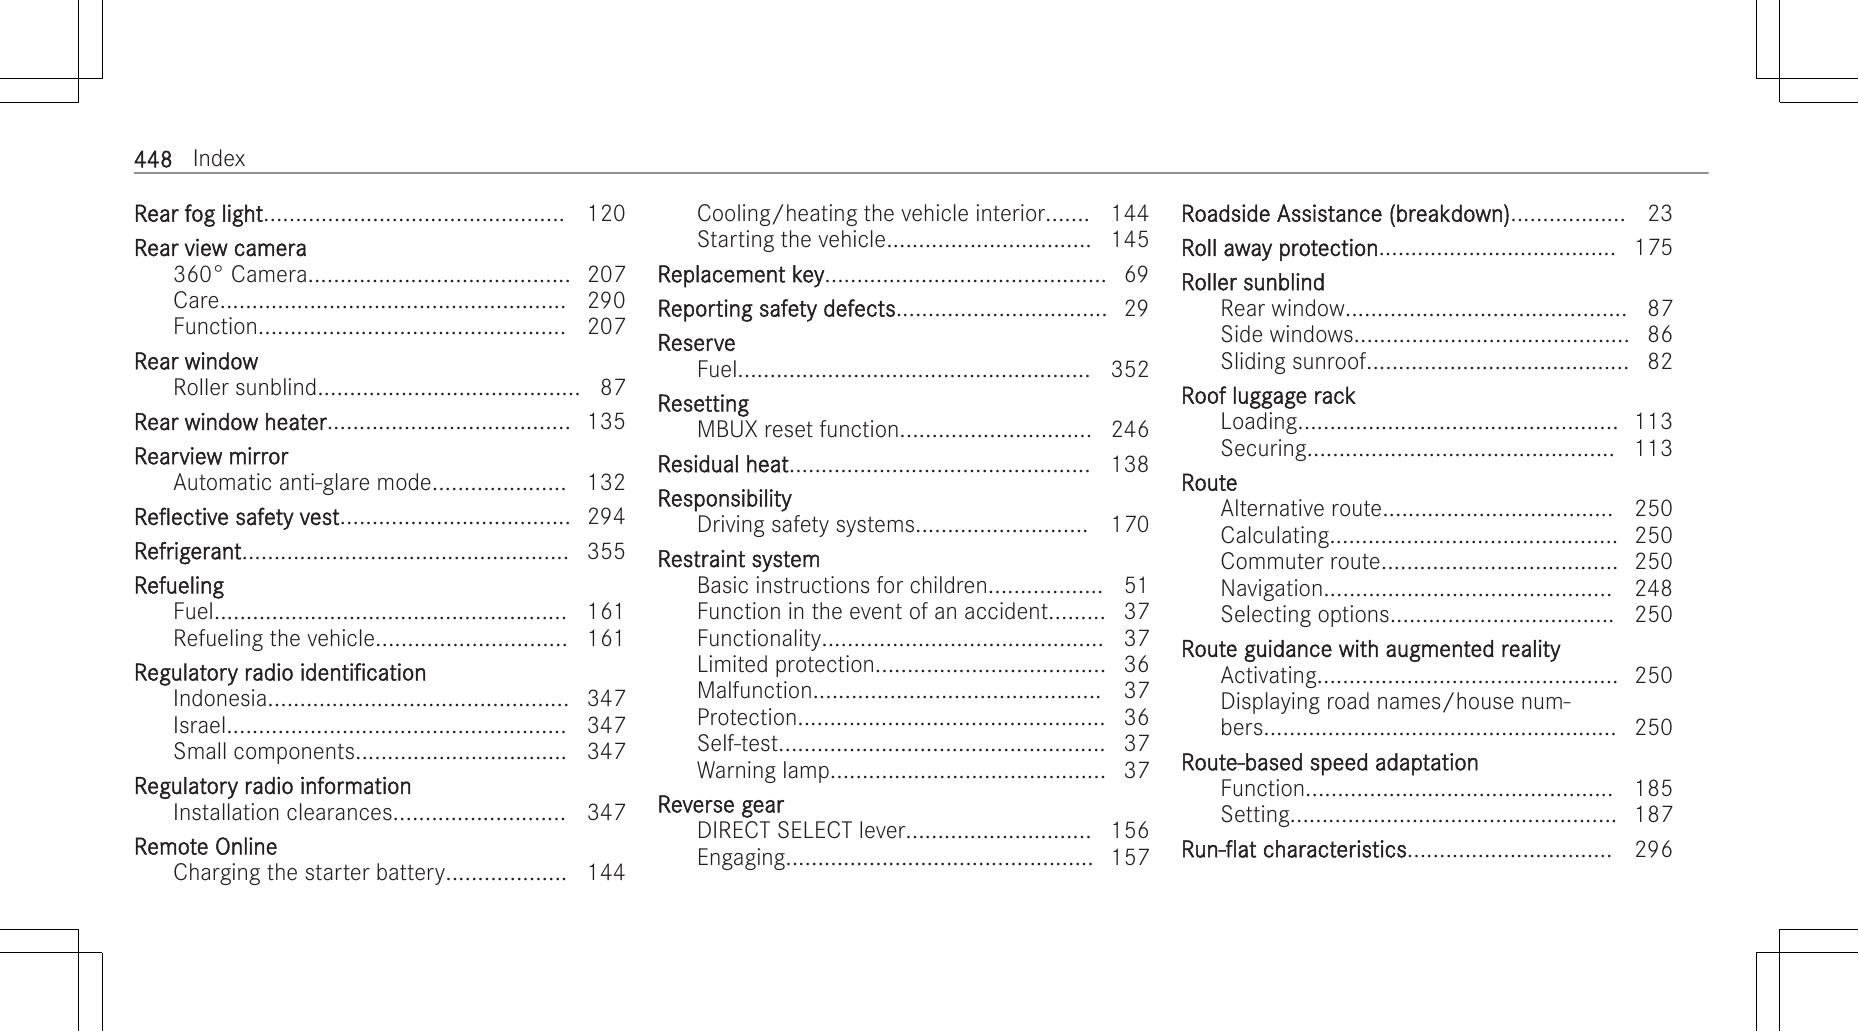 448 Index
Rear fog light.............................................. 120
Rear view camera
360° Camera......................................... 207
Care...................................................... 290
Function................................................ 207
Rear window
Roller sunblind......................................... 87
Rear window heater...................................... 135
Rearview mirror
Automatic anti-glare mode..................... 132
Reflective safety vest.................................... 294
Refrigerant................................................... 355
Refueling
Fuel....................................................... 161
Refueling the vehicle.............................. 161
Regulatory radio identification
Indonesia............................................... 347
Israel..................................................... 347
Small components................................. 347
Regulatory radio information
Installation clearances........................... 347
Remote Online
Charging the starter battery................... 144
Cooling/heating the vehicle interior....... 144
Starting the vehicle................................ 145
Replacement key............................................ 69
Reporting safety defects................................. 29
Reserve
Fuel....................................................... 352
Resetting
MBUX reset function.............................. 246
Residual heat............................................... 138
Responsibility
Driving safety systems........................... 170
Restraint system
Basic instructions for children.................. 51
Function in the event of an accident......... 37
Functionality............................................ 37
Limited protection.................................... 36
Malfunction............................................. 37
Protection................................................ 36
Self-test................................................... 37
Warning lamp........................................... 37
Reverse gear
DIRECT SELECT lever............................. 156
Engaging................................................ 157
Roadside Assistance (breakdown).................. 23
Roll away protection..................................... 175
Roller sunblind
Rear window............................................ 87
Side windows........................................... 86
Sliding sunroof......................................... 82
Roof luggage rack
Loading.................................................. 113
Securing................................................ 113
Route
Alternative route.................................... 250
Calculating............................................. 250
Commuter route..................................... 250
Navigation............................................. 248
Selecting options................................... 250
Route guidance with augmented reality
Activating............................................... 250
Displaying road names/house num-
bers....................................................... 250
Route-based speed adaptation
Function................................................ 185
Setting................................................... 187
Run-flat characteristics................................ 296